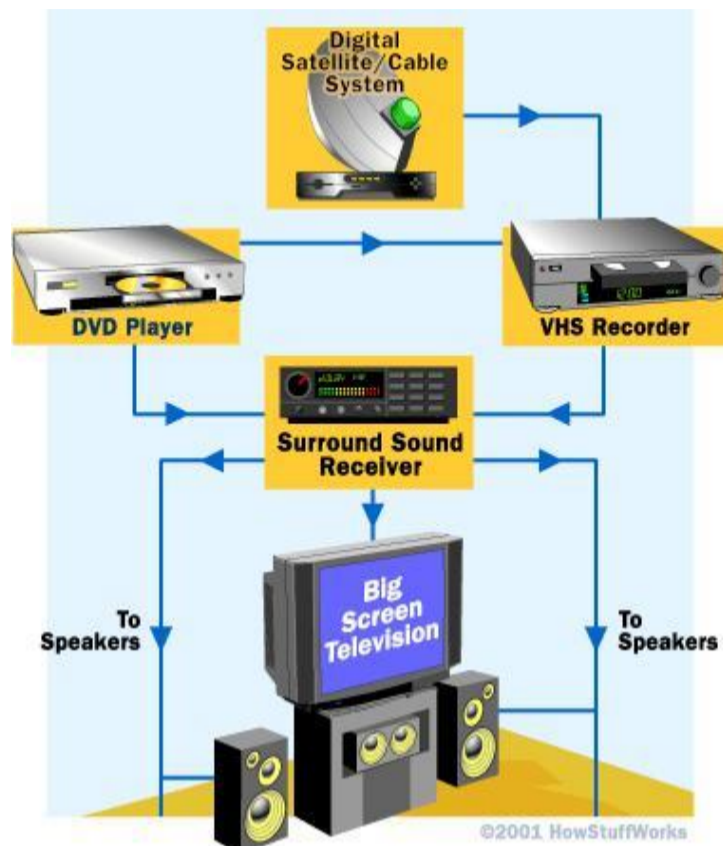 Digital
Satellite/Cable
System
DVD Player
VHS Recorder
Surround Sound
Receiver
Big
Screen
Television
To
Speakers
To
Speakers
©2001 HowStuffWorks